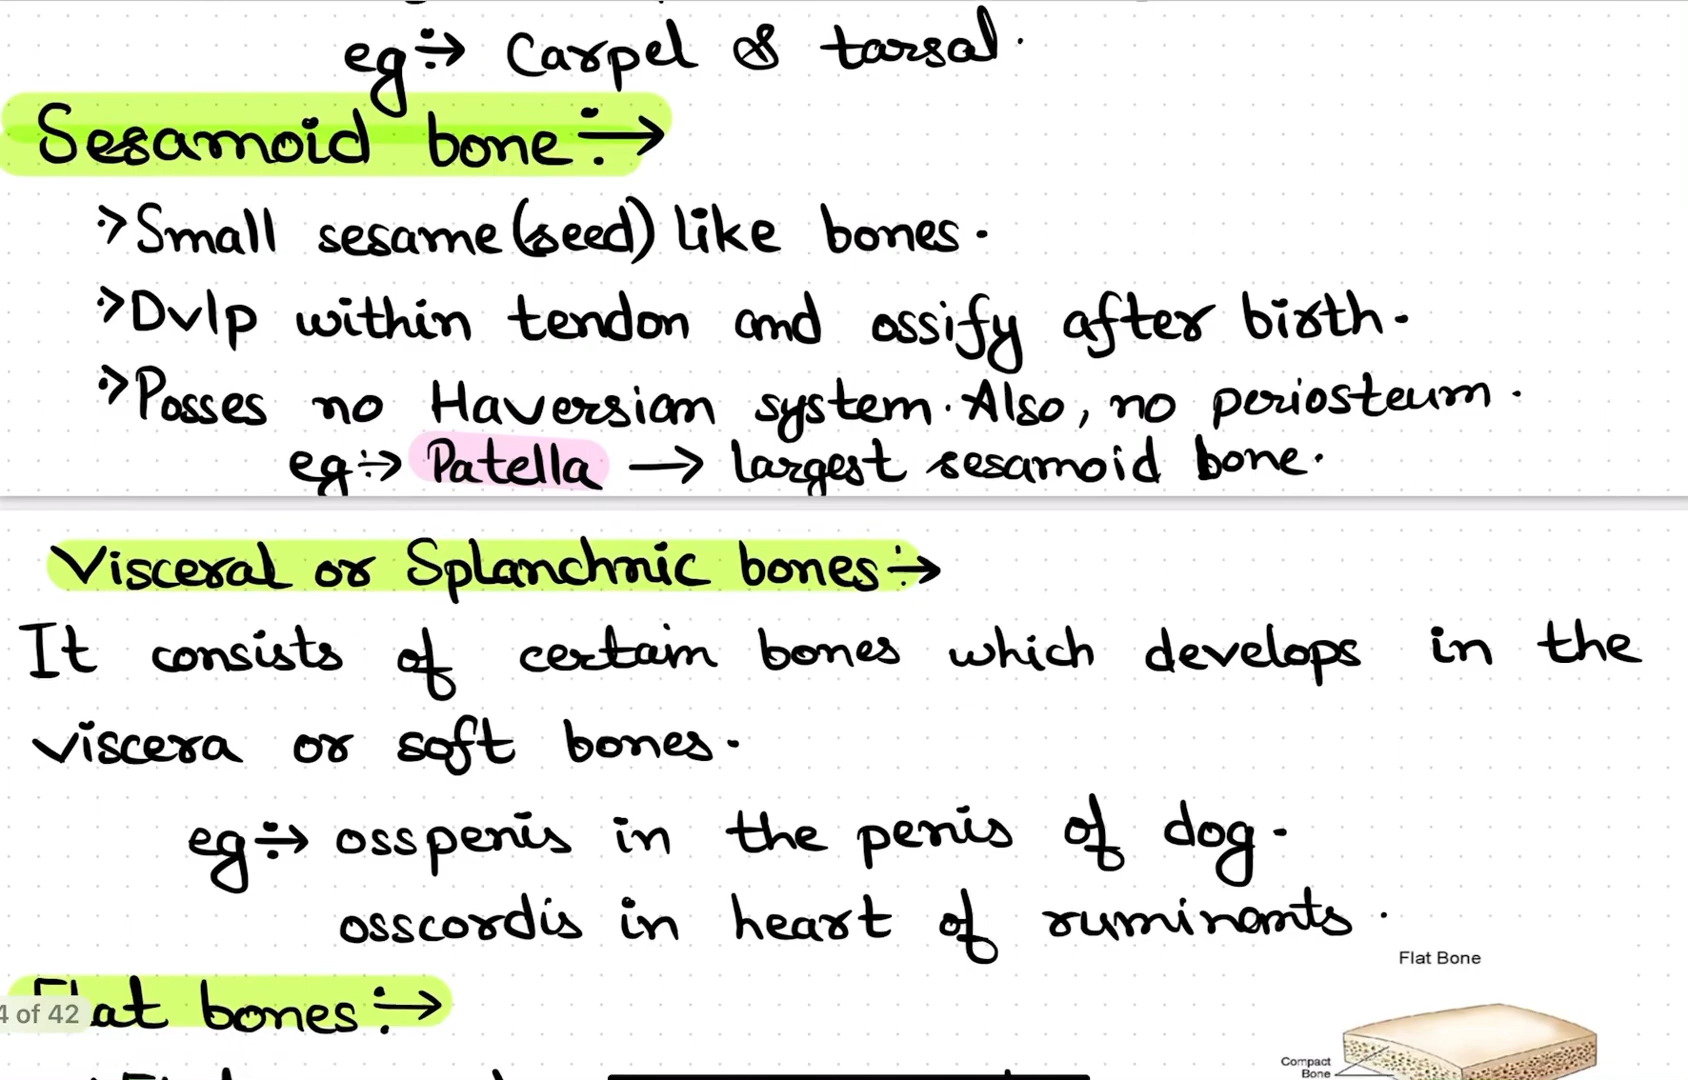 eg ÷> Carpel & tarsal.
Sesamoid bone ÷>
÷> Small sesame (seed) like bones.
÷> Dvlp within tendon and ossify after birth.
÷> Posses no Haversian system. Also, no periosteum.
eg ÷> Patella → largest sesamoid bone.
Visceral or Splanchnic bones ÷>
It consists of certain bones which develops in the
viscera or soft bones.
eg ÷> osspenis in the penis of dog.
osscordis in heart of ruminants.
Flat Bone
Flat bones ÷>
4 of 42
Compact
Bone